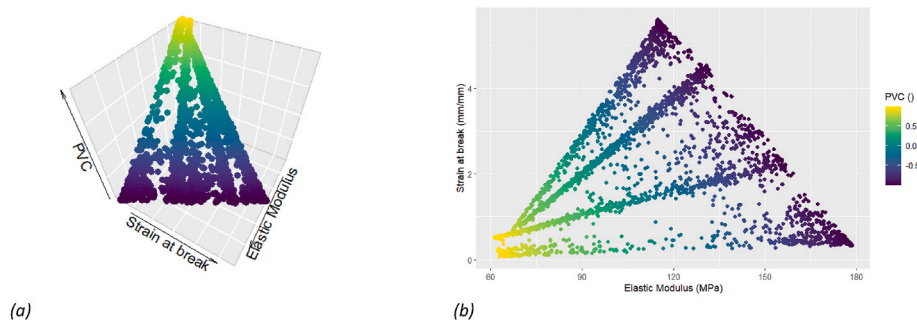 PVC
Strain at break
Elastic Modulus
(a)
Strain at break (mm/mm)
4
2
0
60
90
120
150
180
Elastic Modulus (MPa)
PVC ()
0.5
0.0
-0.5
(b)